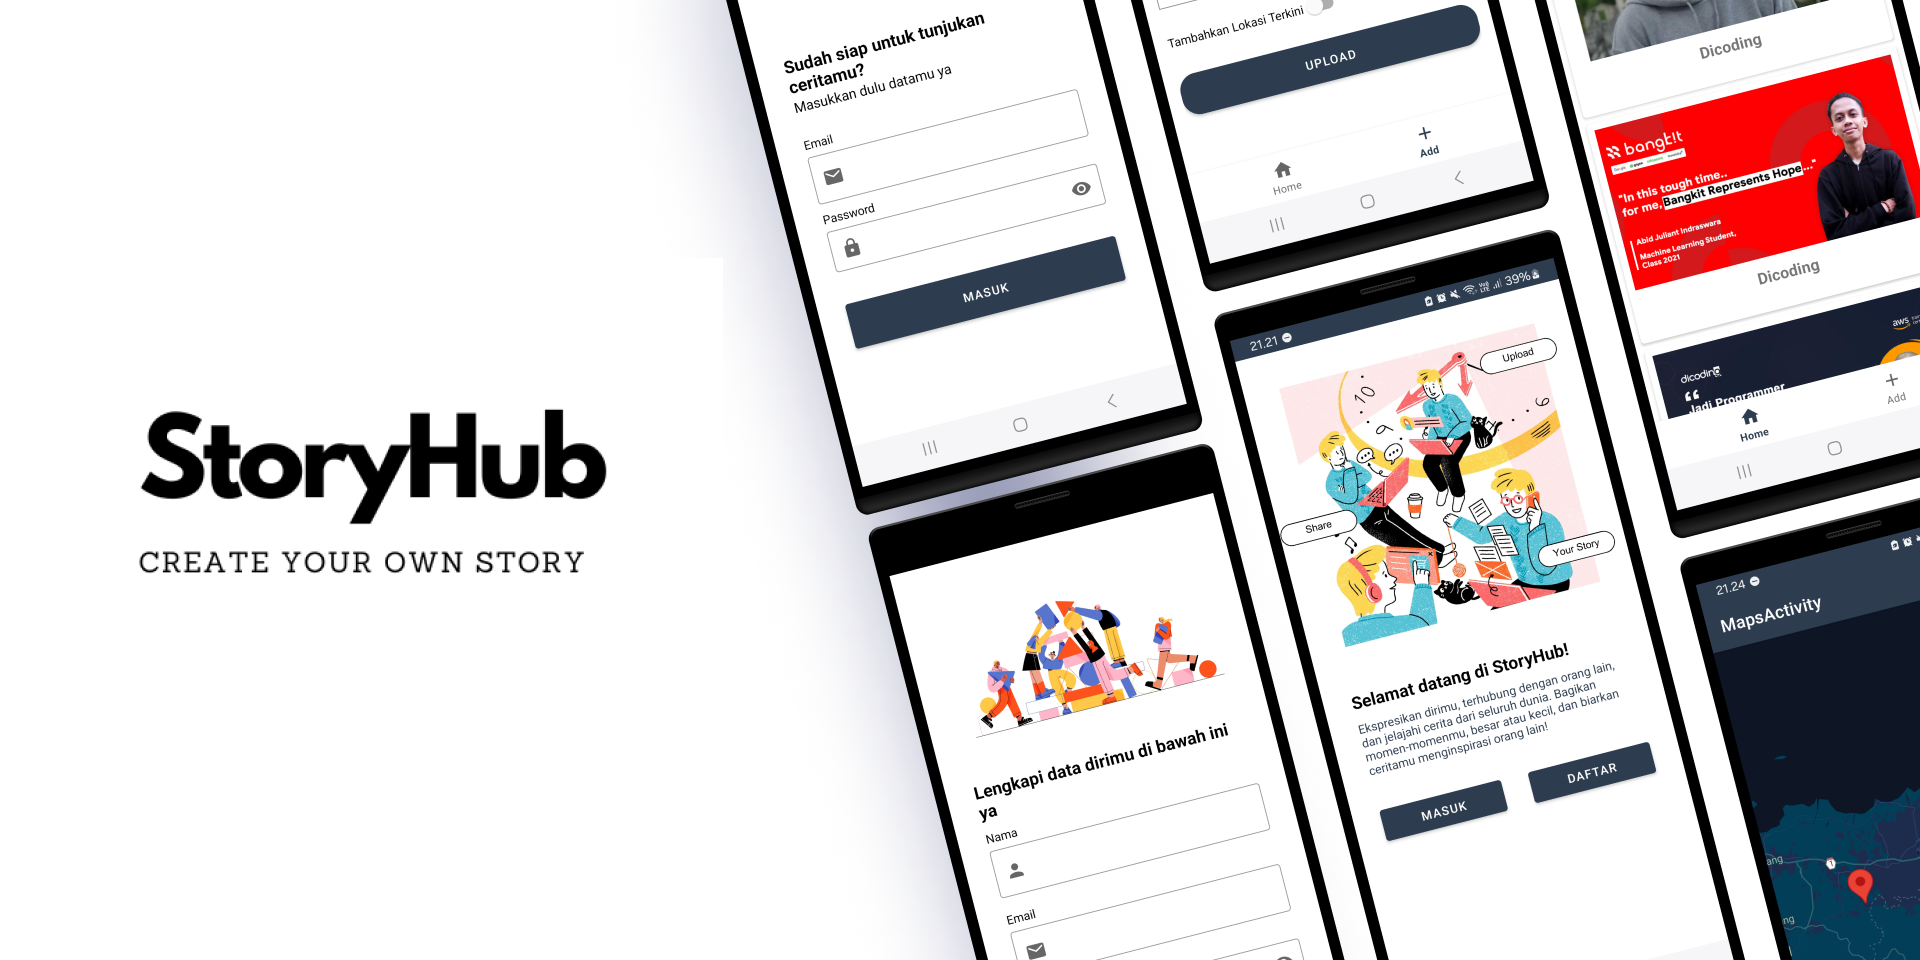 StoryHub
CREATE YOUR OWN STORY
Sudah siap untuk tunjukan
ceritamu?
Masukkan dulu datamu ya
Email
Password
MASUK
Lengkapi data dirimu di bawah ini
ya
Nama
Email
Tambahkan Lokasi Terkini
UPLOAD
Home
Add
21.21
39%
Upload
Share
Your Story
Selamat datang di StoryHub!
Ekspresikan dirimu, terhubung dengan orang lain,
dan jelajahi cerita dari seluruh dunia. Bagikan
momen-momenmu, besar atau kecil, dan biarkan
ceritamu menginspirasi orang lain!
MASUK
DAFTAR
Dicoding
bangk!t
"In this tough time..
for me, Bangkit Represents Hope..."
Abid Juliant Indraswara
Machine Learning Student,
Class 2021
Dicoding
aws
dicoding
Jadi Programmer
Home
Add
21.24
MapsActivity
1
ang
ng